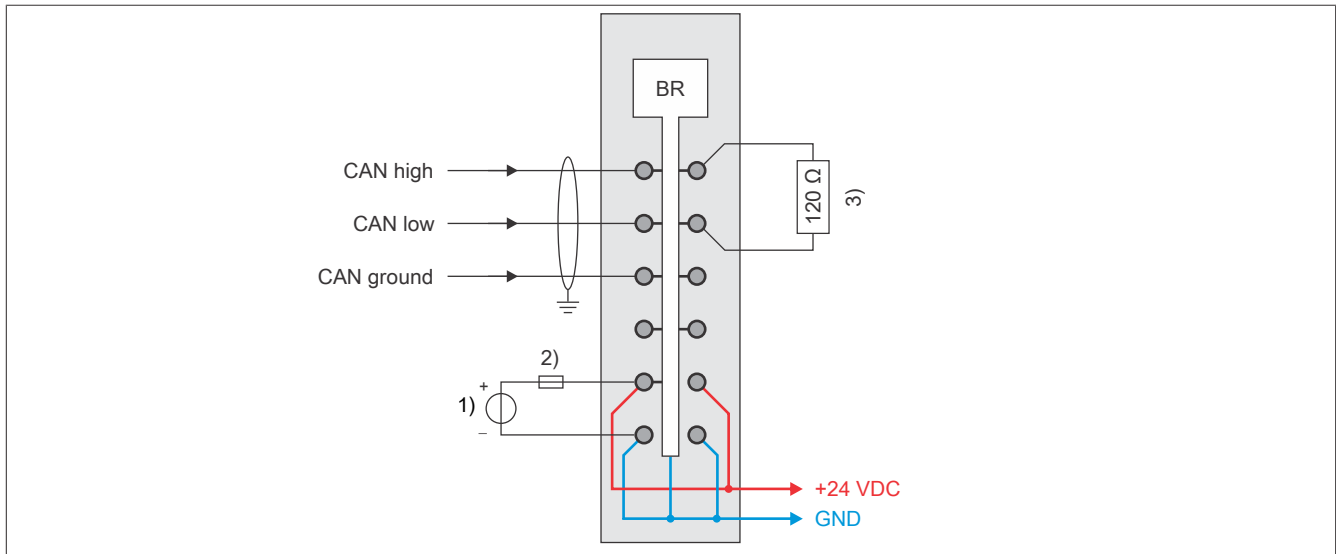 BR
CAN high
CAN low
CAN ground
120 Ω
3)
2)
+
1)
–
+24 VDC
GND